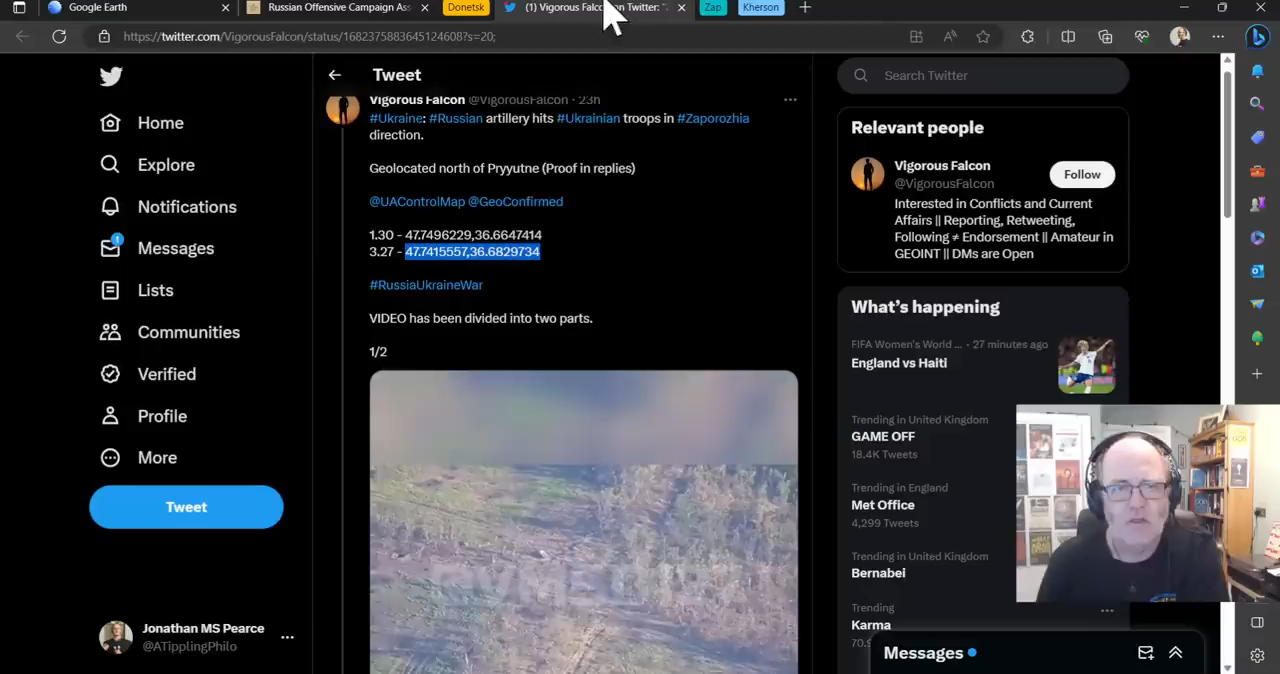 Google Earth
Russian Offensive Campaign Ass
Donetsk
(1) Vigorous Falcon on Twitter: "
Zap
Kherson
https://twitter.com/VigorousFalcon/status/1682375883645124608?s=20;
Home
Explore
Notifications
1
Messages
Lists
Communities
Verified
Profile
More
Tweet
Jonathan MS Pearce
@ATipplingPhilo
Tweet
Vigorous Falcon @VigorousFalcon · 23h
#Ukraine: #Russian artillery hits #Ukrainian troops in #Zaporozhia
direction.
Geolocated north of Pryyutne (Proof in replies)
@UAControlMap @GeoConfirmed
1.30 - 47.7496229,36.6647414
3.27 - 47.7415557,36.6829734
#RussiaUkraineWar
VIDEO has been divided into two parts.
1/2
Search Twitter
Relevant people
Vigorous Falcon
@VigorousFalcon
Follow
Interested in Conflicts and Current
Affairs || Reporting, Retweeting,
Following ≠ Endorsement || Amateur in
GEOINT || DMs are Open
What's happening
FIFA Women's World ... · 27 minutes ago
England vs Haiti
Trending in United Kingdom
GAME OFF
18.4K Tweets
Trending in England
Met Office
4,299 Tweets
Trending in United Kingdom
Bernabei
Trending
Karma
70.9
Messages